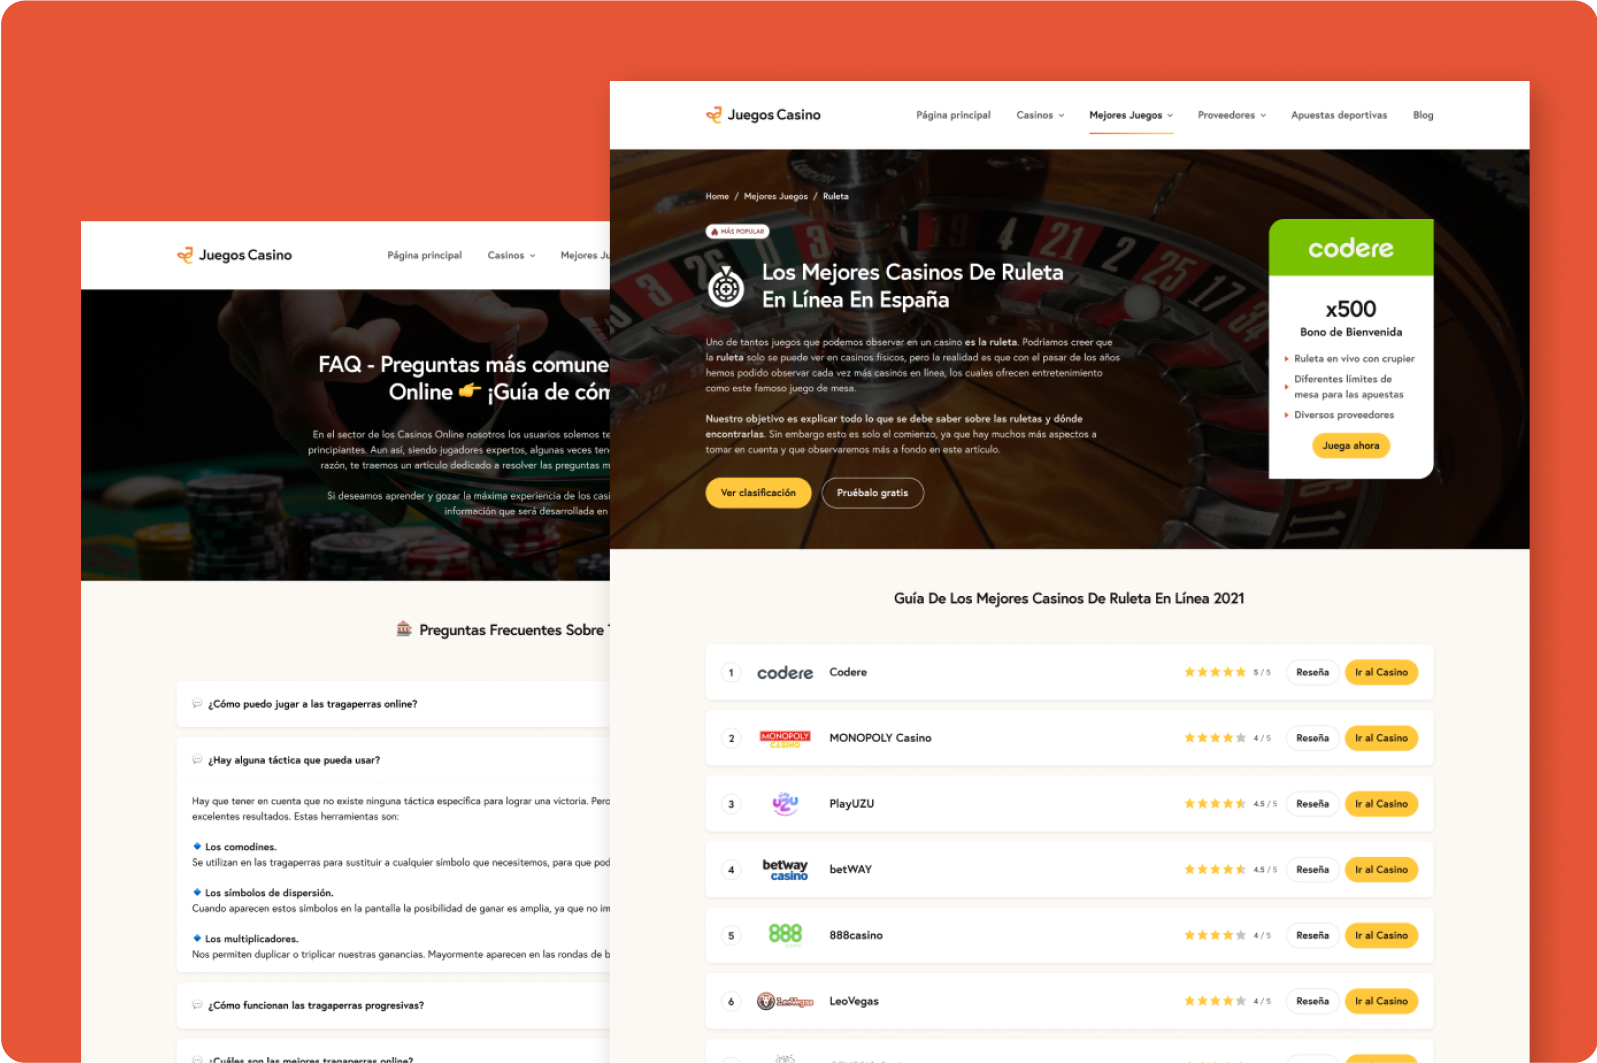 Juegos Casino
Página principal
Casinos
Mejores Juegos
Proveedores
Apuestas deportivas
Blog
Home / Mejores Juegos / Ruleta
MÁS POPULAR
Los Mejores Casinos De Ruleta
En Línea En España
Uno de tantos juegos que podemos observar en un casino es la ruleta. Podríamos creer que
la ruleta solo se puede ver en casinos físicos, pero la realidad es que con el pasar de los años
hemos podido observar cada vez más casinos en línea, los cuales ofrecen entretenimiento
como este famoso juego de mesa.
Nuestro objetivo es explicar todo lo que se debe saber sobre las ruletas y dónde
encontrarlas. Sin embargo esto es solo el comienzo, ya que hay muchos más aspectos a
tomar en cuenta y que observaremos más a fondo en este artículo.
Ver clasificación
Pruébalo gratis
codere
x500
Bono de Bienvenida
Ruleta en vivo con crupier
Diferentes límites de
mesa para las apuestas
Diversos proveedores
Juega ahora
Guía De Los Mejores Casinos De Ruleta En Línea 2021
1 codere Codere 5 / 5 Reseña Ir al Casino
2 MONOPOLY CASINO MONOPOLY Casino 4 / 5 Reseña Ir al Casino
3 UZU PlayUZU 4.5 / 5 Reseña Ir al Casino
4 betway casino betWAY 4.5 / 5 Reseña Ir al Casino
5 888 888casino 4 / 5 Reseña Ir al Casino
6 LeoVegas LeoVegas 4 / 5 Reseña Ir al Casino
Juegos Casino
Página principal
Casinos
Mejores Ju
FAQ - Preguntas más comune
Online 👉 ¡Guía de cóm
En el sector de los Casinos Online nosotros los usuarios solemos te
principiantes. Aun así, siendo jugadores expertos, algunas veces ten
razón, te traemos un artículo dedicado a resolver las preguntas m
Si deseamos aprender y gozar la máxima experiencia de los casi
información que será desarrollada en
Preguntas Frecuentes Sobre
¿Cómo puedo jugar a las tragaperras online?
¿Hay alguna táctica que pueda usar?
Hay que tener en cuenta que no existe ninguna táctica específica para lograr una victoria. Pero
excelentes resultados. Estas herramientas son:
Los comodines.
Se utilizan en las tragaperras para sustituir a cualquier símbolo que necesitemos, para que pod
Los símbolos de dispersión.
Cuando aparecen estos símbolos en la pantalla la posibilidad de ganar es amplia, ya que no im
Los multiplicadores.
Nos permiten duplicar o triplicar nuestras ganancias. Mayormente aparecen en las rondas de b
¿Cómo funcionan las tragaperras progresivas?
¿Cuáles son las mejores tragaperras online?